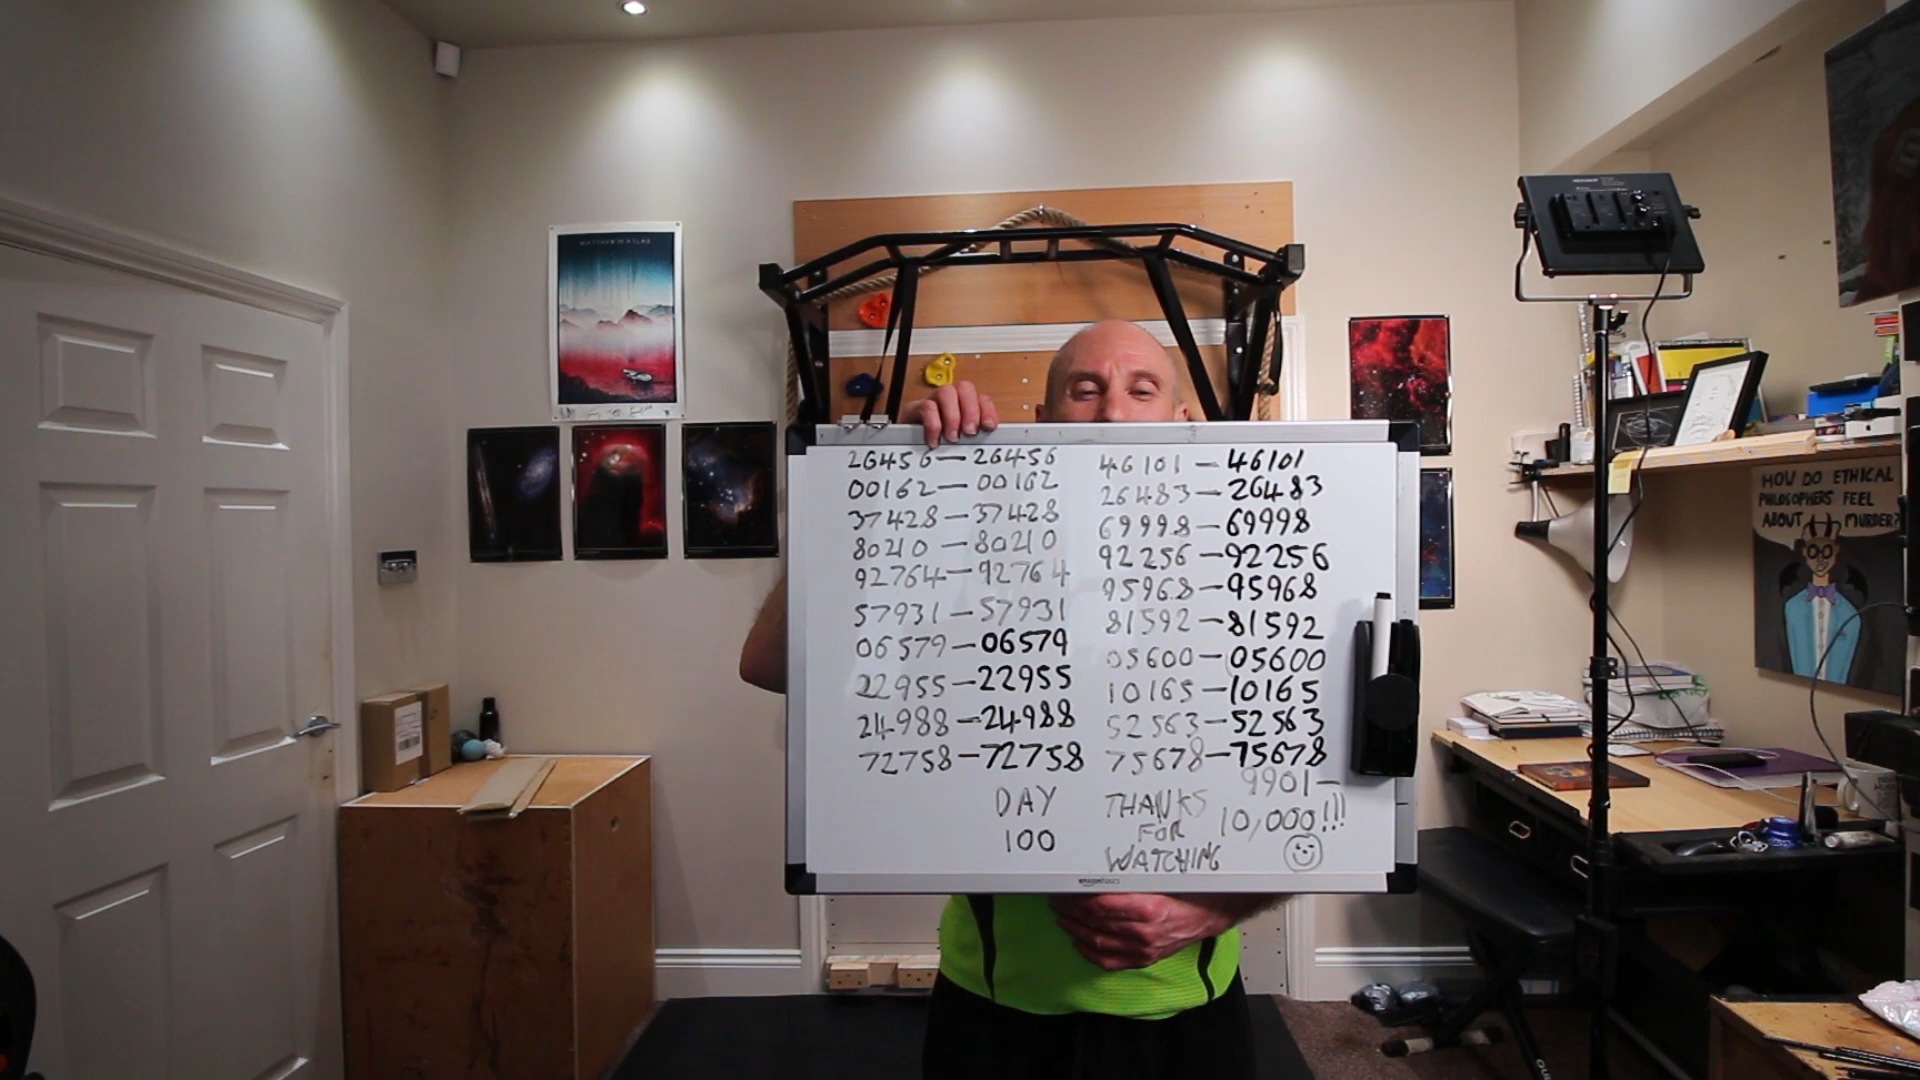 MATTHEW M ATLAS
26456—26456
00162—00162
37428—37428
80210—80210
92764—92764
57931—57931
06579—06579
22955—22955
24988—24988
72758—72758
DAY
100
46101—46101
26483—26483
69998—69998
92256—92256
95968—95968
81592—81592
05600—05600
10165—10165
52563—52563
75678—75678
9901—
10,000!!!
THANKS
FOR
WATCHING
amazonbasics
HOW DO ETHICAL
PHILOSOPHERS FEEL
ABOUT MURDER?